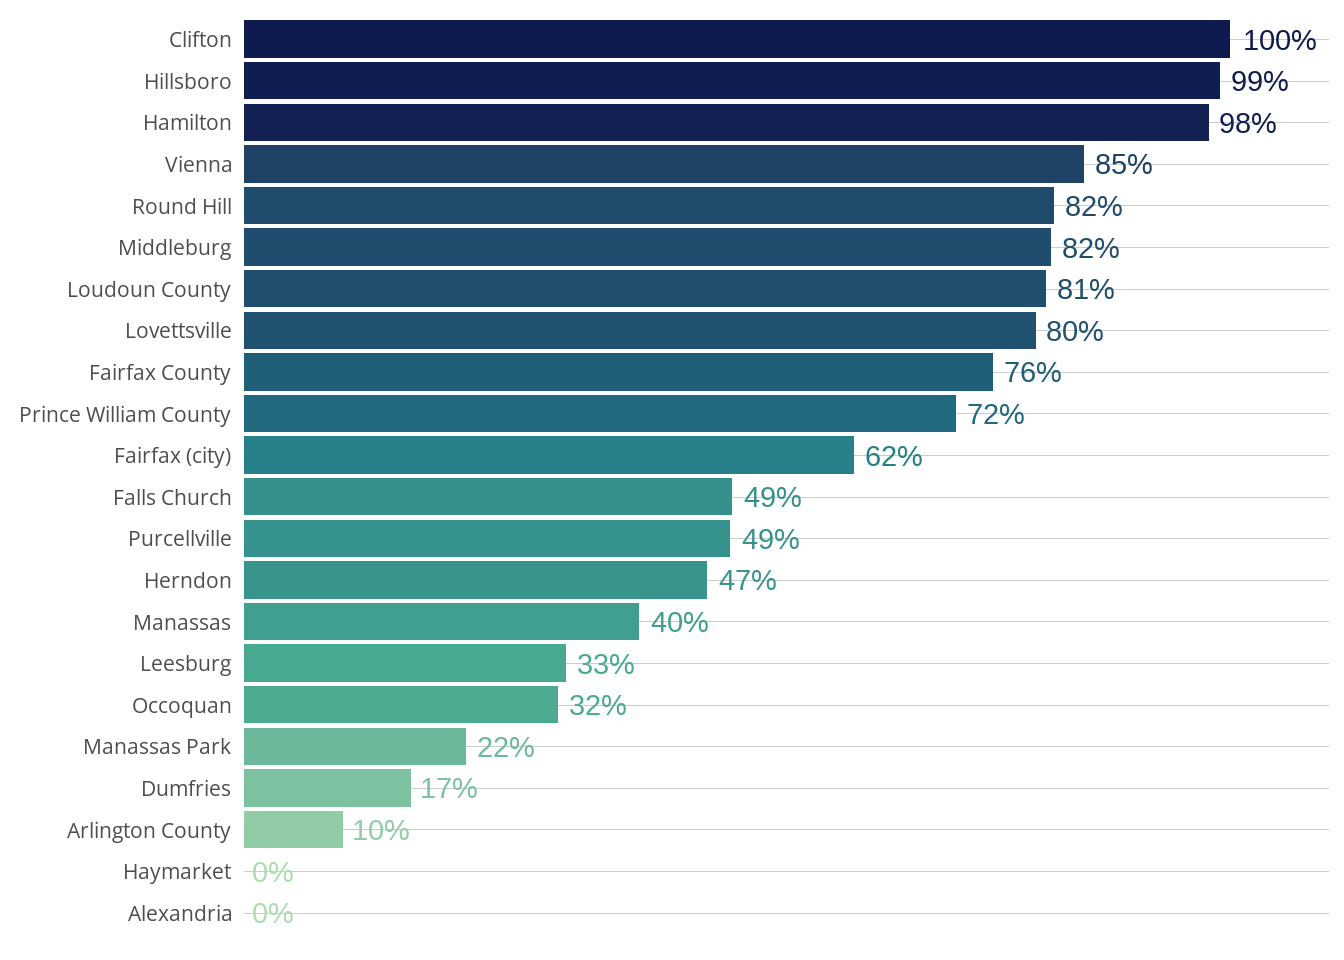 Clifton 100%
Hillsboro 99%
Hamilton 98%
Vienna 85%
Round Hill 82%
Middleburg 82%
Loudoun County 81%
Lovettsville 80%
Fairfax County 76%
Prince William County 72%
Fairfax (city) 62%
Falls Church 49%
Purcellville 49%
Herndon 47%
Manassas 40%
Leesburg 33%
Occoquan 32%
Manassas Park 22%
Dumfries 17%
Arlington County 10%
Haymarket 0%
Alexandria 0%